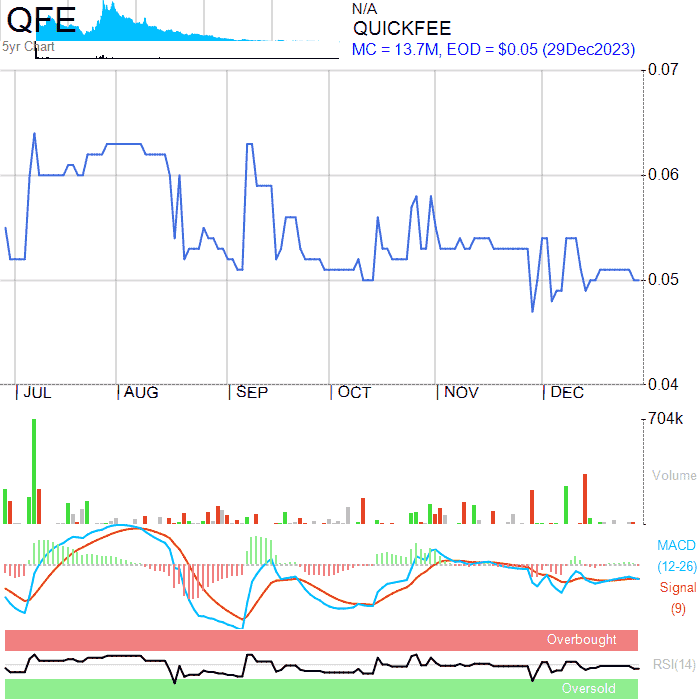 QFE
5yr Chart
N/A
QUICKFEE
MC = 13.7M, EOD = $0.05 (29Dec2023)
0.07
0.06
0.05
0.04
JUL AUG SEP OCT NOV DEC
704k
Volume
MACD
(12-26)
Signal
(9)
Overbought
RSI(14)
Oversold